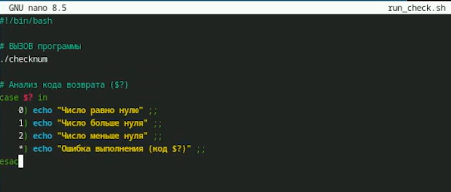 GNU nano 8.5 run_check.sh
#!/bin/bash
# ВЫЗОВ программы
./checknum
# Анализ кода возврата ($?)
case $? in
0) echo "Число равно нулю" ;;
1) echo "Число больше нуля" ;;
2) echo "Число меньше нуля" ;;
*) echo "Ошибка выполнения (код $?)" ;;
esac